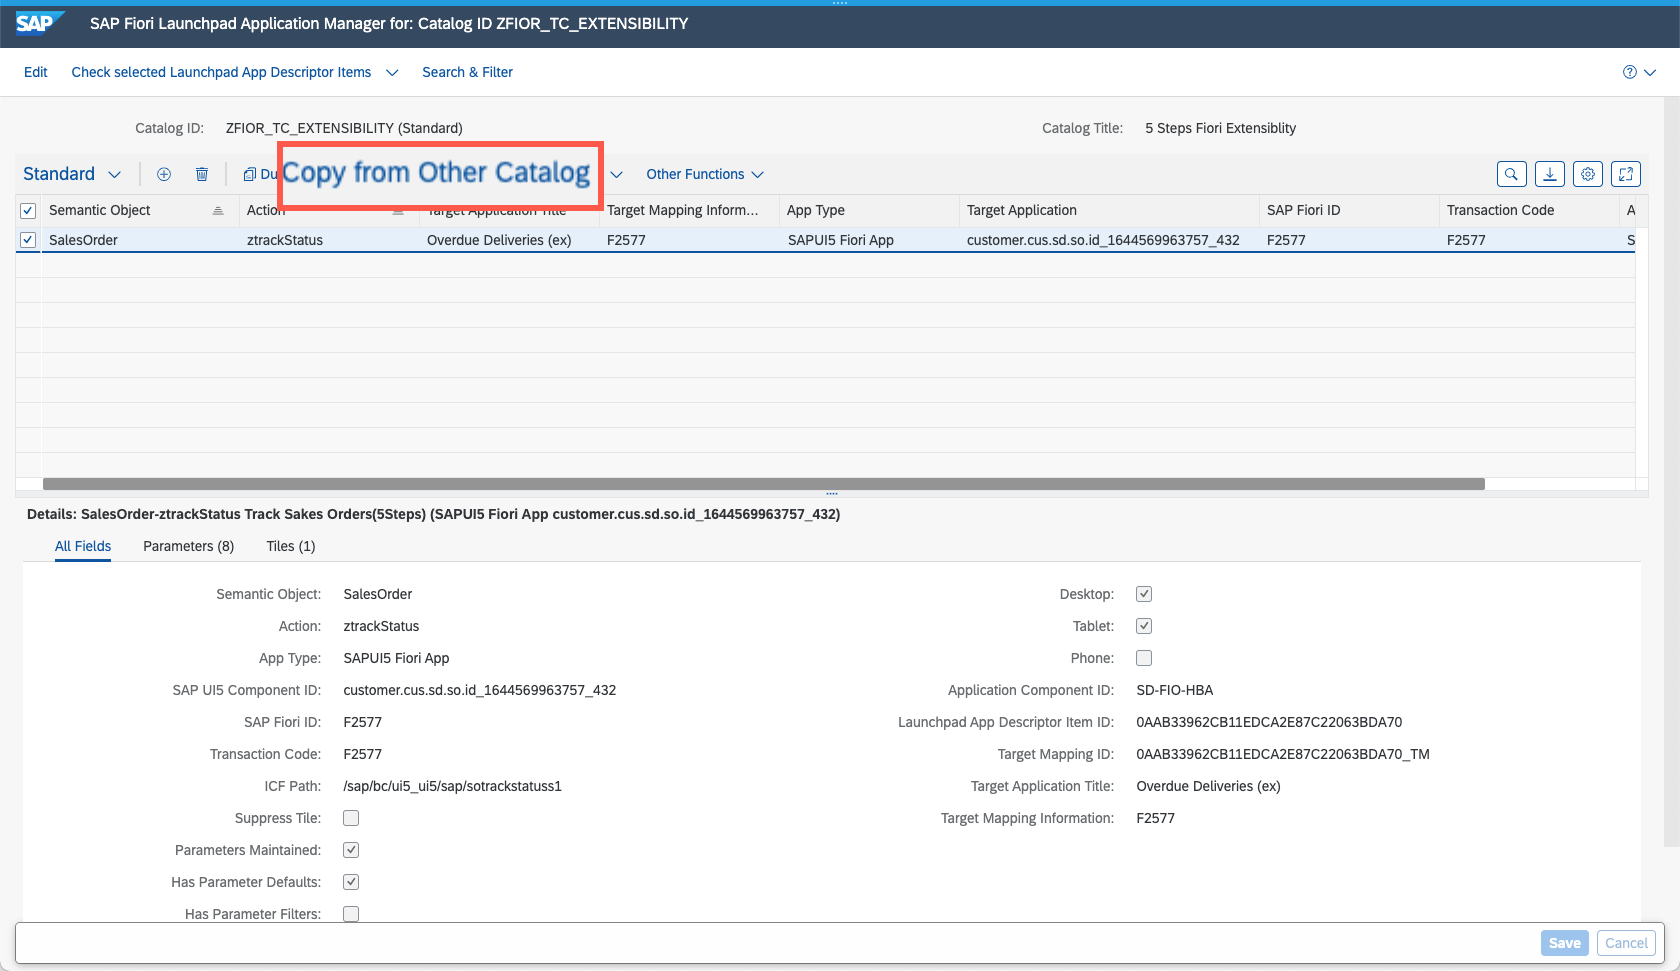 SAP SAP Fiori Launchpad Application Manager for: Catalog ID ZFIOR_TC_EXTENSIBILITY
Edit Check selected Launchpad App Descriptor Items Search & Filter
Catalog ID: ZFIOR_TC_EXTENSIBILITY (Standard) Catalog Title: 5 Steps Fiori Extensiblity
Standard Du Copy from Other Catalog Other Functions
Semantic Object Action Target Application Title Target Mapping Inform... App Type Target Application SAP Fiori ID Transaction Code A
SalesOrder ztrackStatus Overdue Deliveries (ex) F2577 SAPUI5 Fiori App customer.cus.sd.so.id_1644569963757_432 F2577 F2577 S
Details: SalesOrder-ztrackStatus Track Sakes Orders(5Steps) (SAPUI5 Fiori App customer.cus.sd.so.id_1644569963757_432)
All Fields Parameters (8) Tiles (1)
Semantic Object: SalesOrder Desktop:
Action: ztrackStatus Tablet:
App Type: SAPUI5 Fiori App Phone:
SAP UI5 Component ID: customer.cus.sd.so.id_1644569963757_432 Application Component ID: SD-FIO-HBA
SAP Fiori ID: F2577 Launchpad App Descriptor Item ID: 0AAB33962CB11EDCA2E87C22063BDA70
Transaction Code: F2577 Target Mapping ID: 0AAB33962CB11EDCA2E87C22063BDA70_TM
ICF Path: /sap/bc/ui5_ui5/sap/sotrackstatuss1 Target Application Title: Overdue Deliveries (ex)
Suppress Tile: Target Mapping Information: F2577
Parameters Maintained:
Has Parameter Defaults:
Has Parameter Filters:
Save Cancel